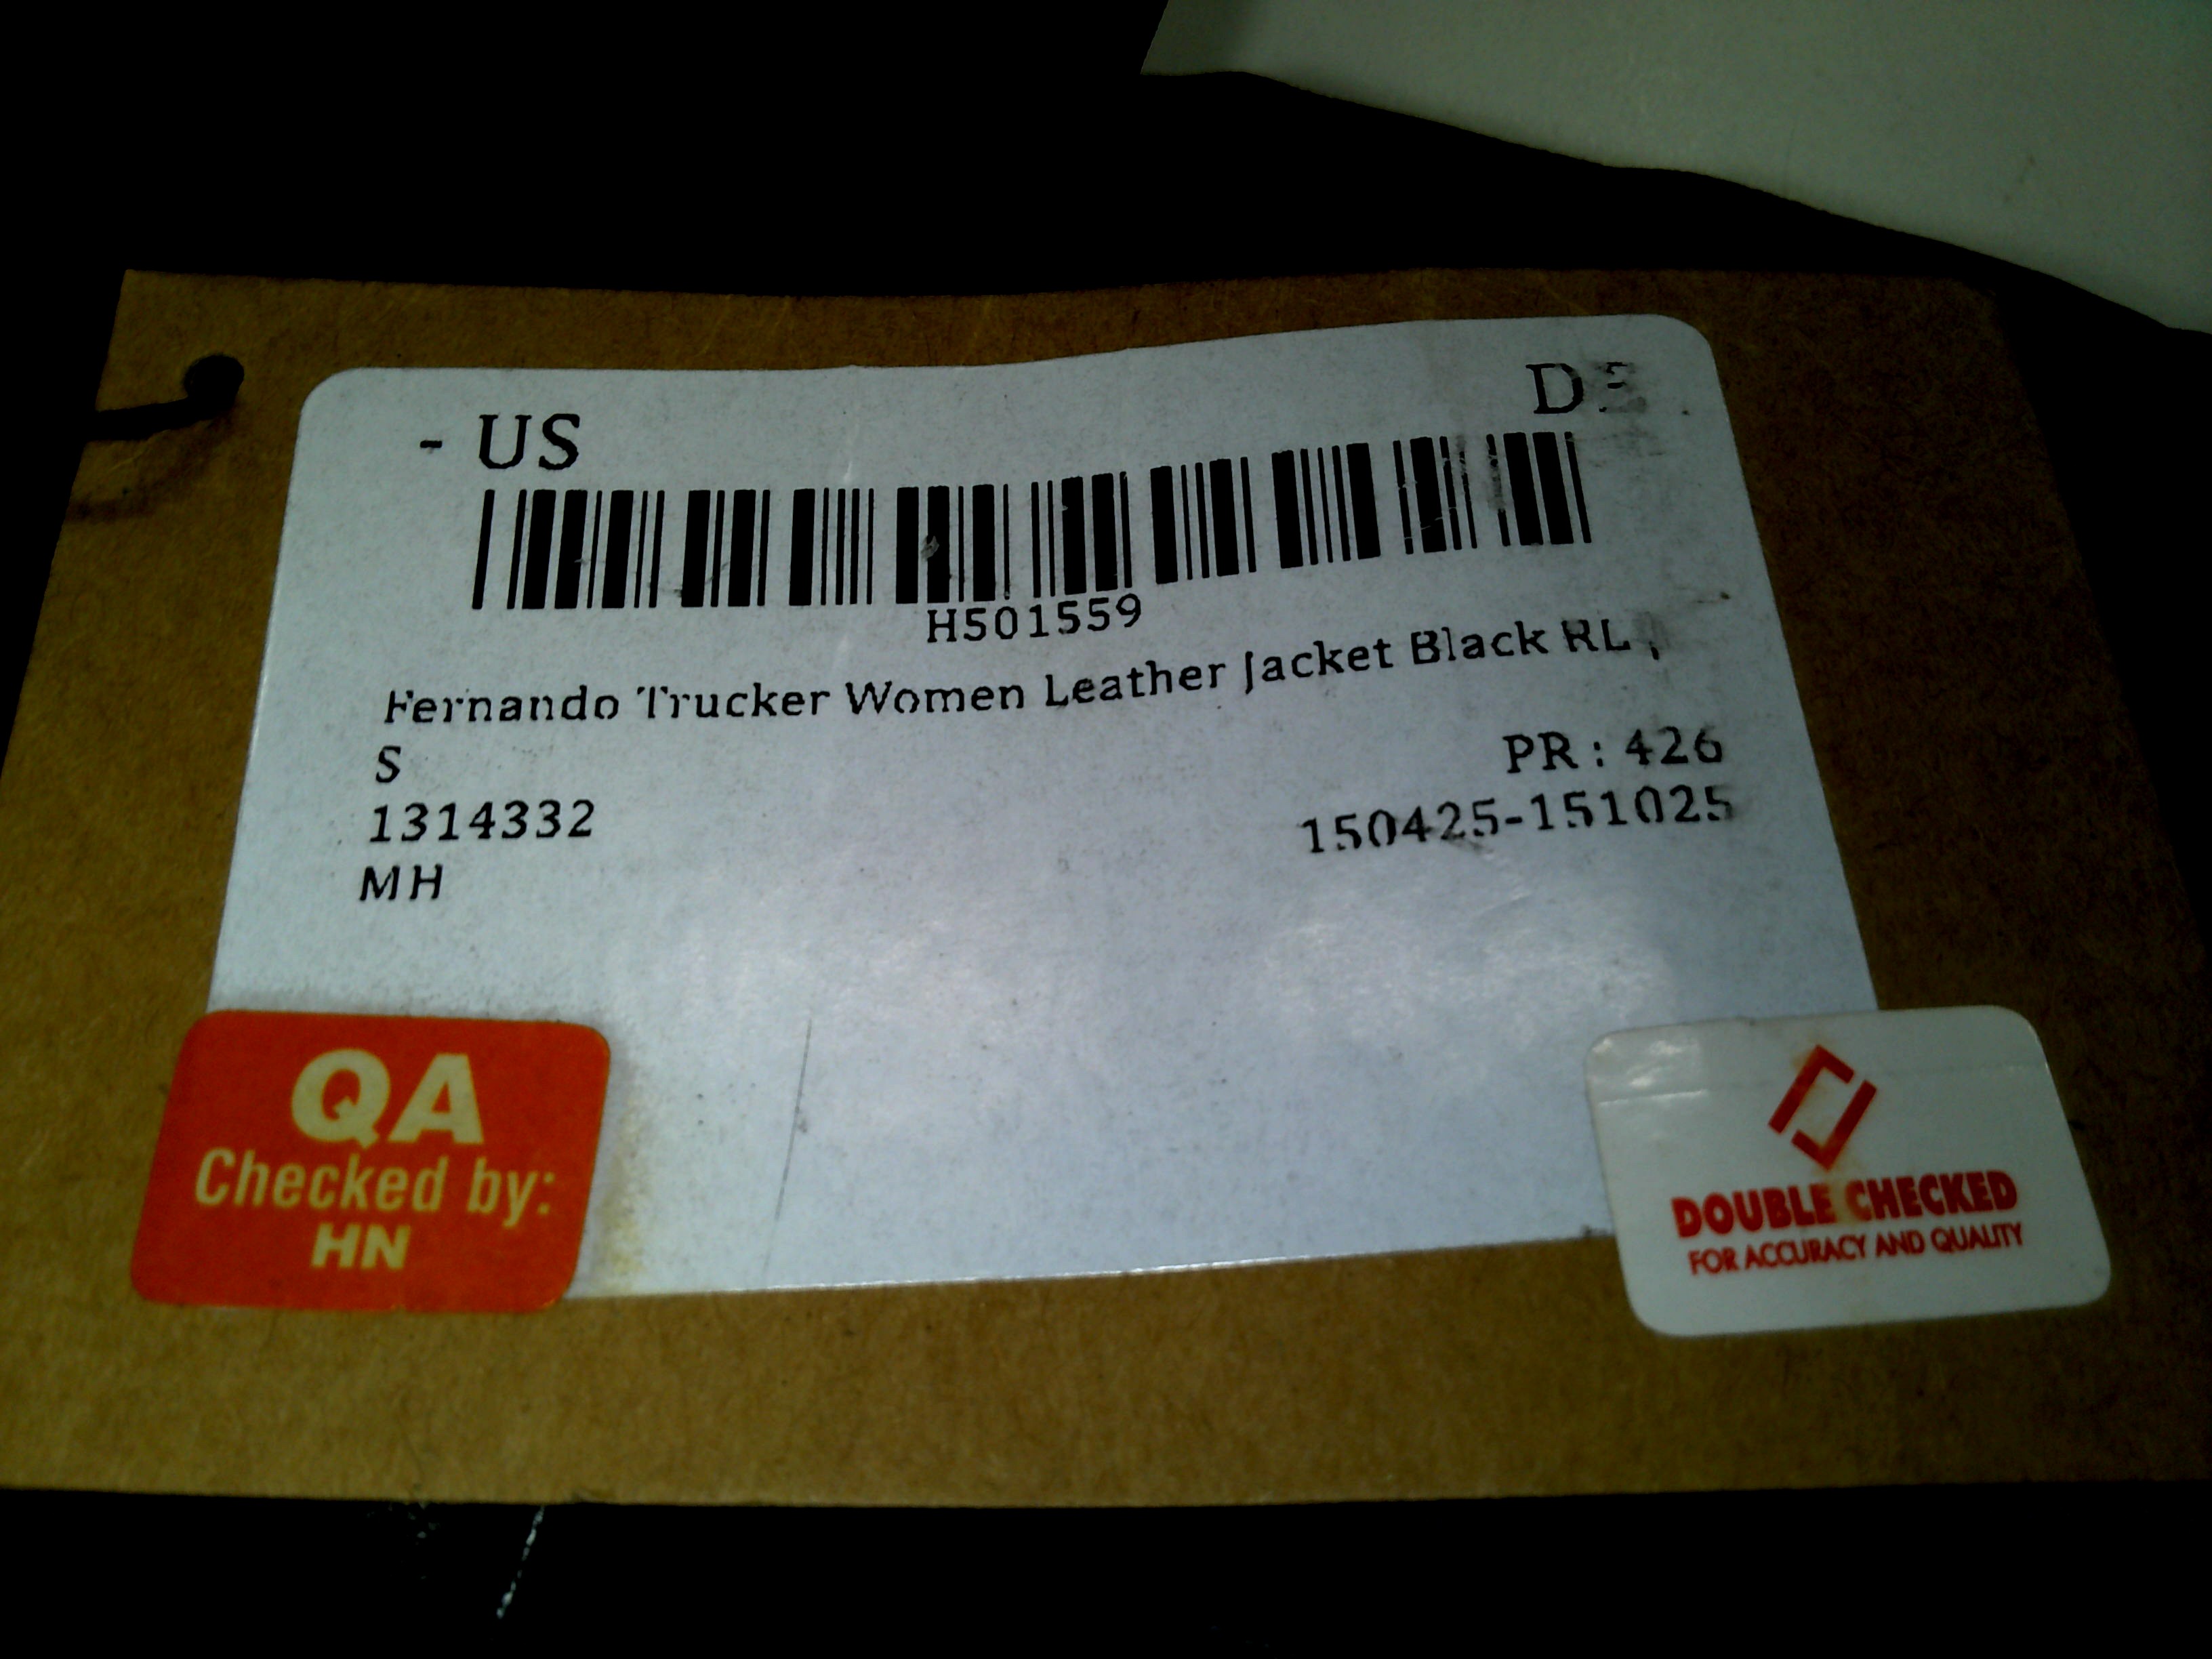 - US DE
H501559
Fernando Trucker Women Leather Jacket Black RL ,
S PR : 426
1314332 150425-151025
MH
QA
Checked by:
HN
DOUBLE CHECKED
FOR ACCURACY AND QUALITY